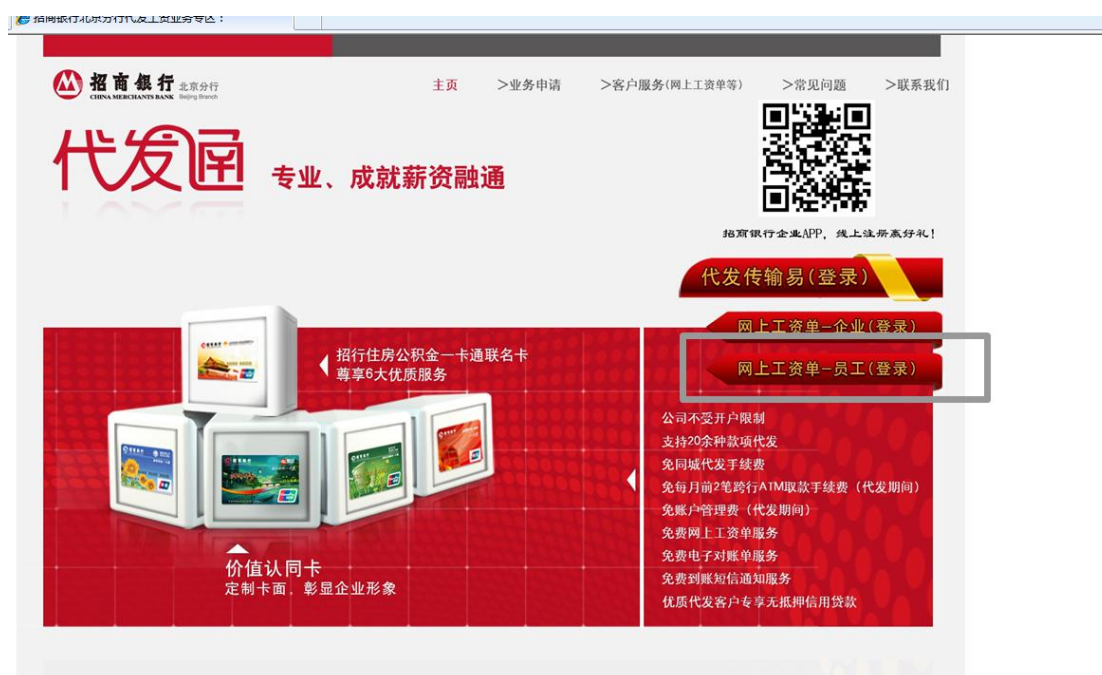 招商银行北京分行代发工资业务专区！
招商银行 北京分行
CHINA MERCHANTS BANK Beijing Branch
主页 >业务申请 >客户服务(网上工资单等) >常见问题 >联系我们
代发通 专业、成就薪资融通
招商银行企业APP，线上注册惠好礼！
代发传输易(登录)
网上工资单-企业(登录)
网上工资单-员工(登录)
招行住房公积金一卡通联名卡
尊享6大优质服务
公司不受开户限制
支持20余种款项代发
免同城代发手续费
免每月前2笔跨行ATM取款手续费（代发期间）
免账户管理费（代发期间）
免费网上工资单服务
免费电子对账单服务
免费到账短信通知服务
优质代发客户专享无抵押信用贷款
价值认同卡
定制卡面，彰显企业形象